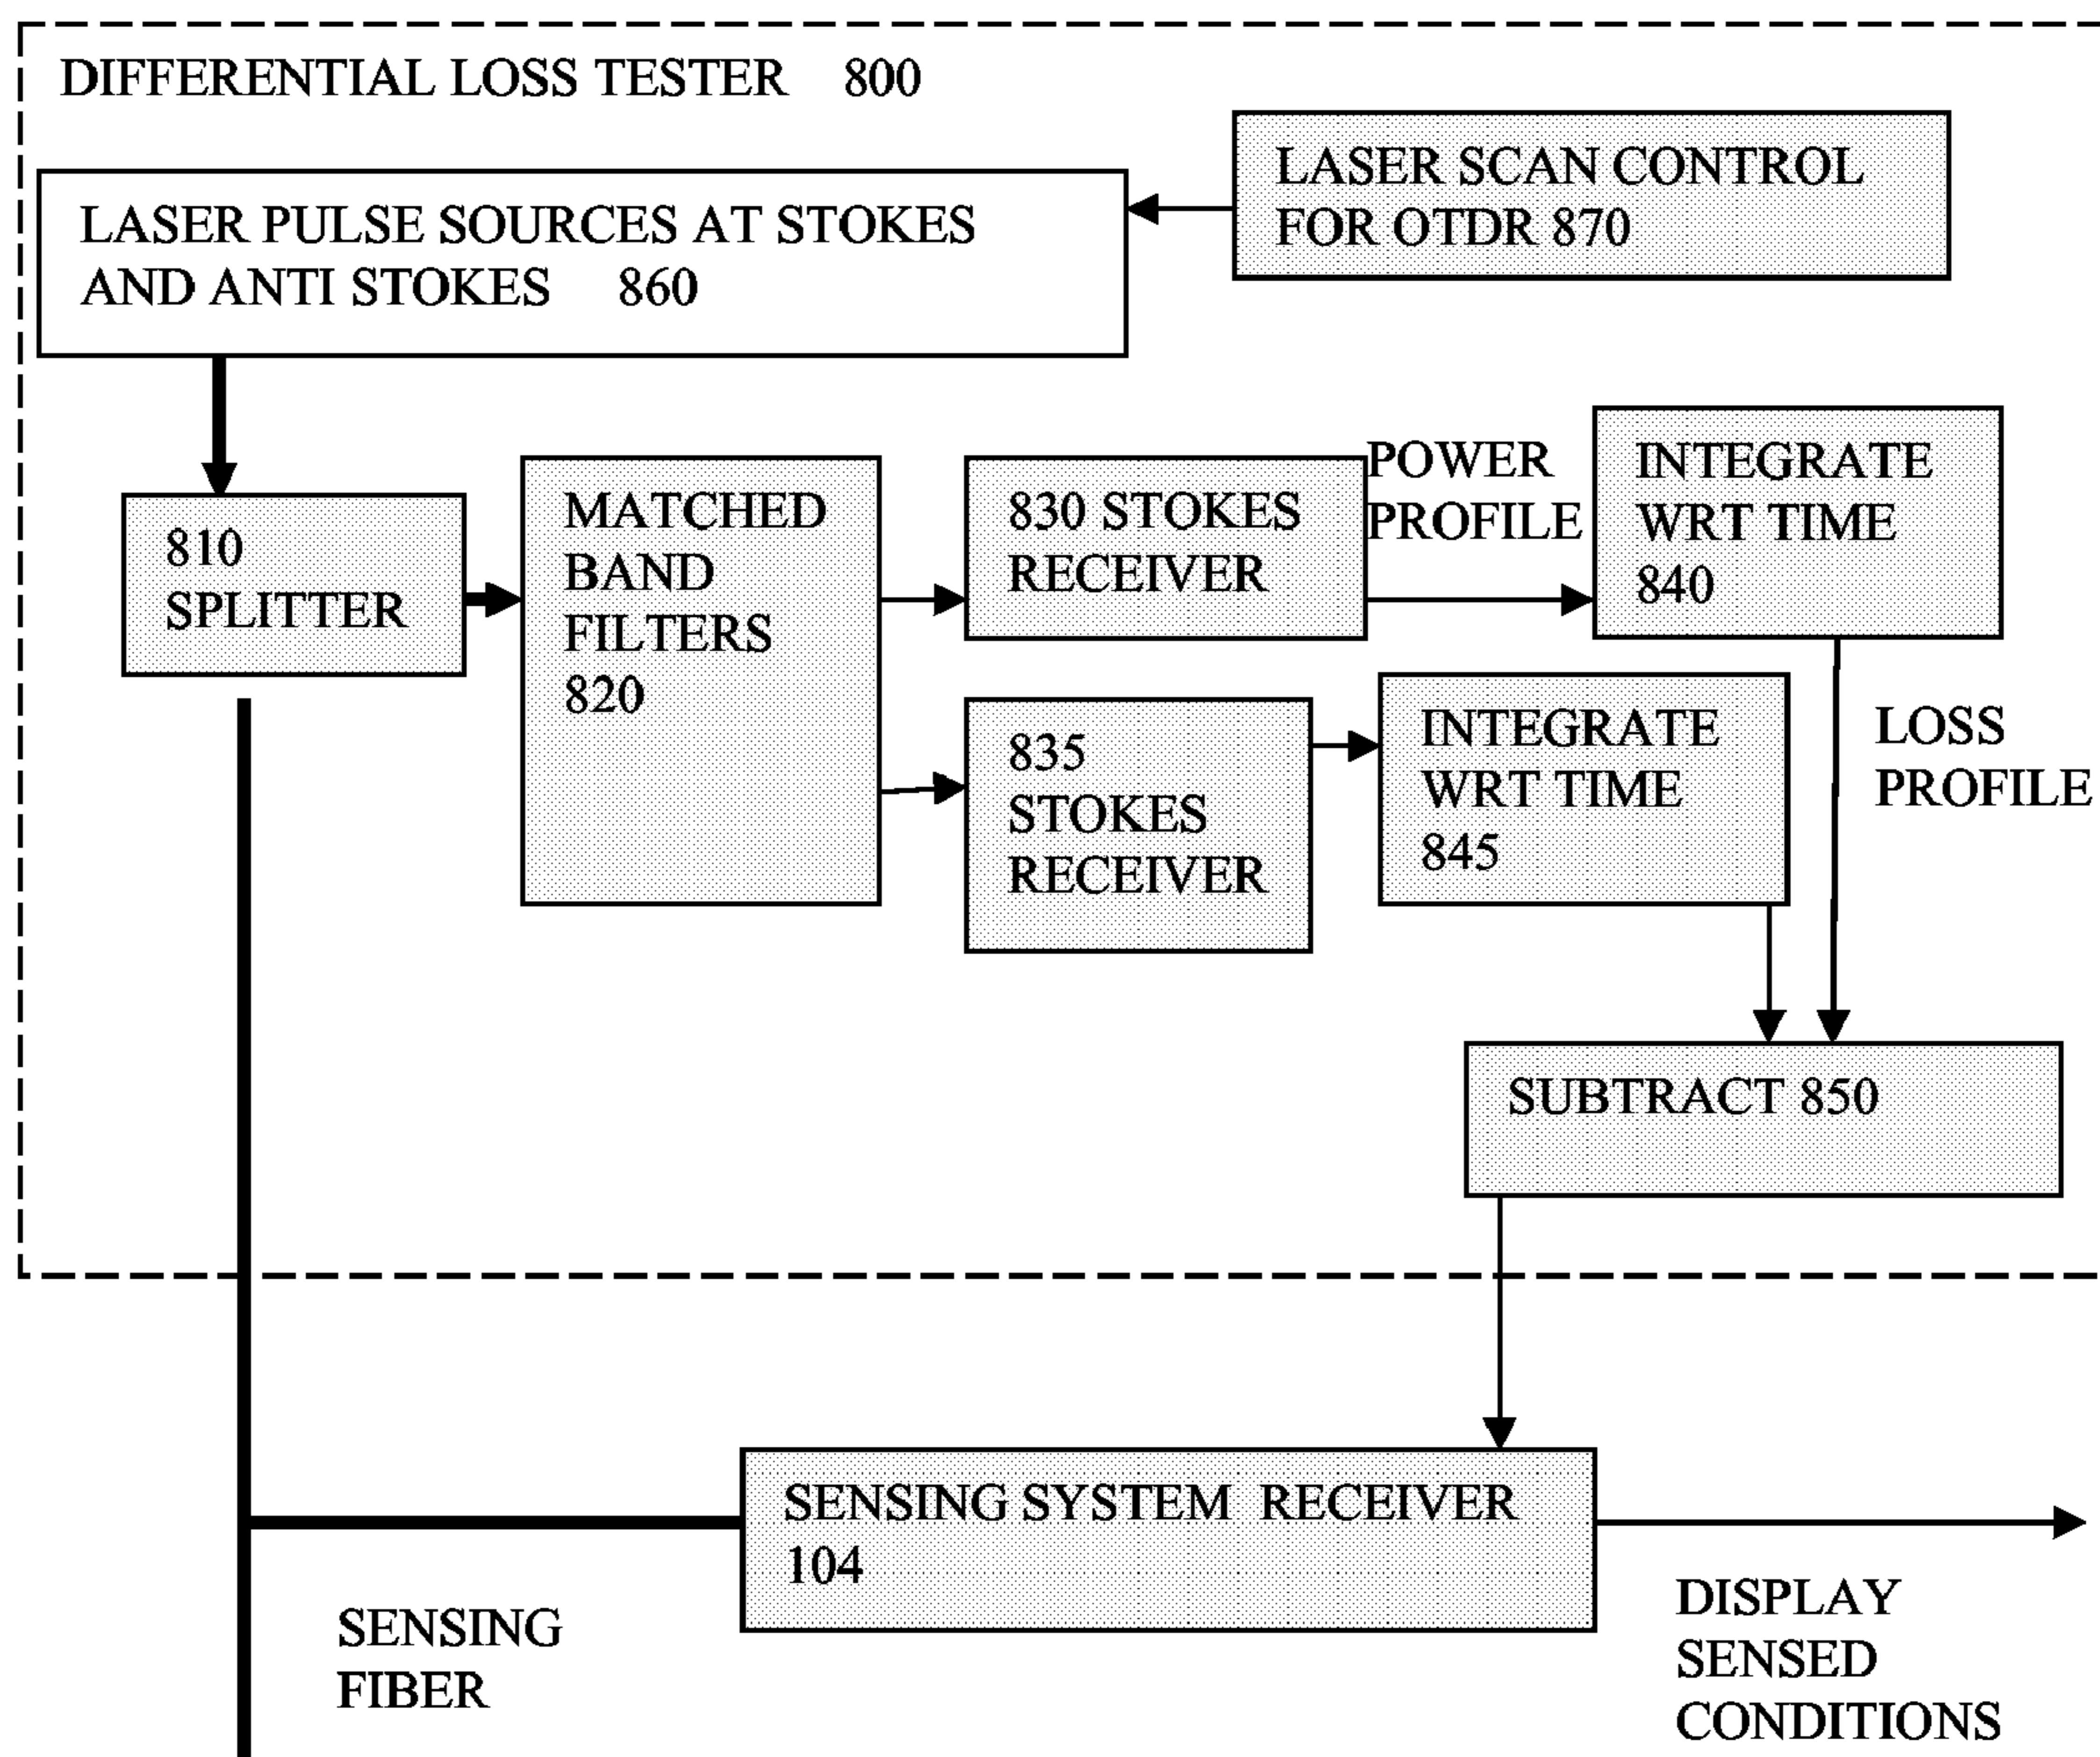 DIFFERENTIAL LOSS TESTER 800
LASER SCAN CONTROL
FOR OTDR 870
LASER PULSE SOURCES AT STOKES
AND ANTI STOKES 860
810
SPLITTER
MATCHED
BAND
FILTERS
820
830 STOKES
RECEIVER
POWER
PROFILE
INTEGRATE
WRT TIME
840
835
STOKES
RECEIVER
INTEGRATE
WRT TIME
845
LOSS
PROFILE
SUBTRACT 850
SENSING SYSTEM RECEIVER
104
SENSING
FIBER
DISPLAY
SENSED
CONDITIONS